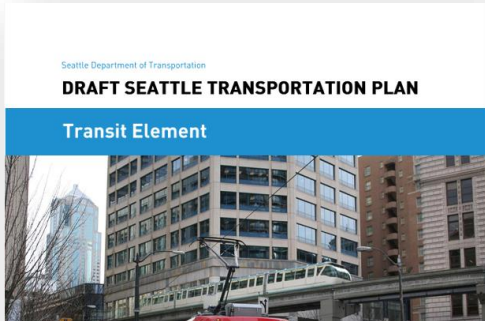 Seattle Department of Transportation
DRAFT SEATTLE TRANSPORTATION PLAN
Transit Element